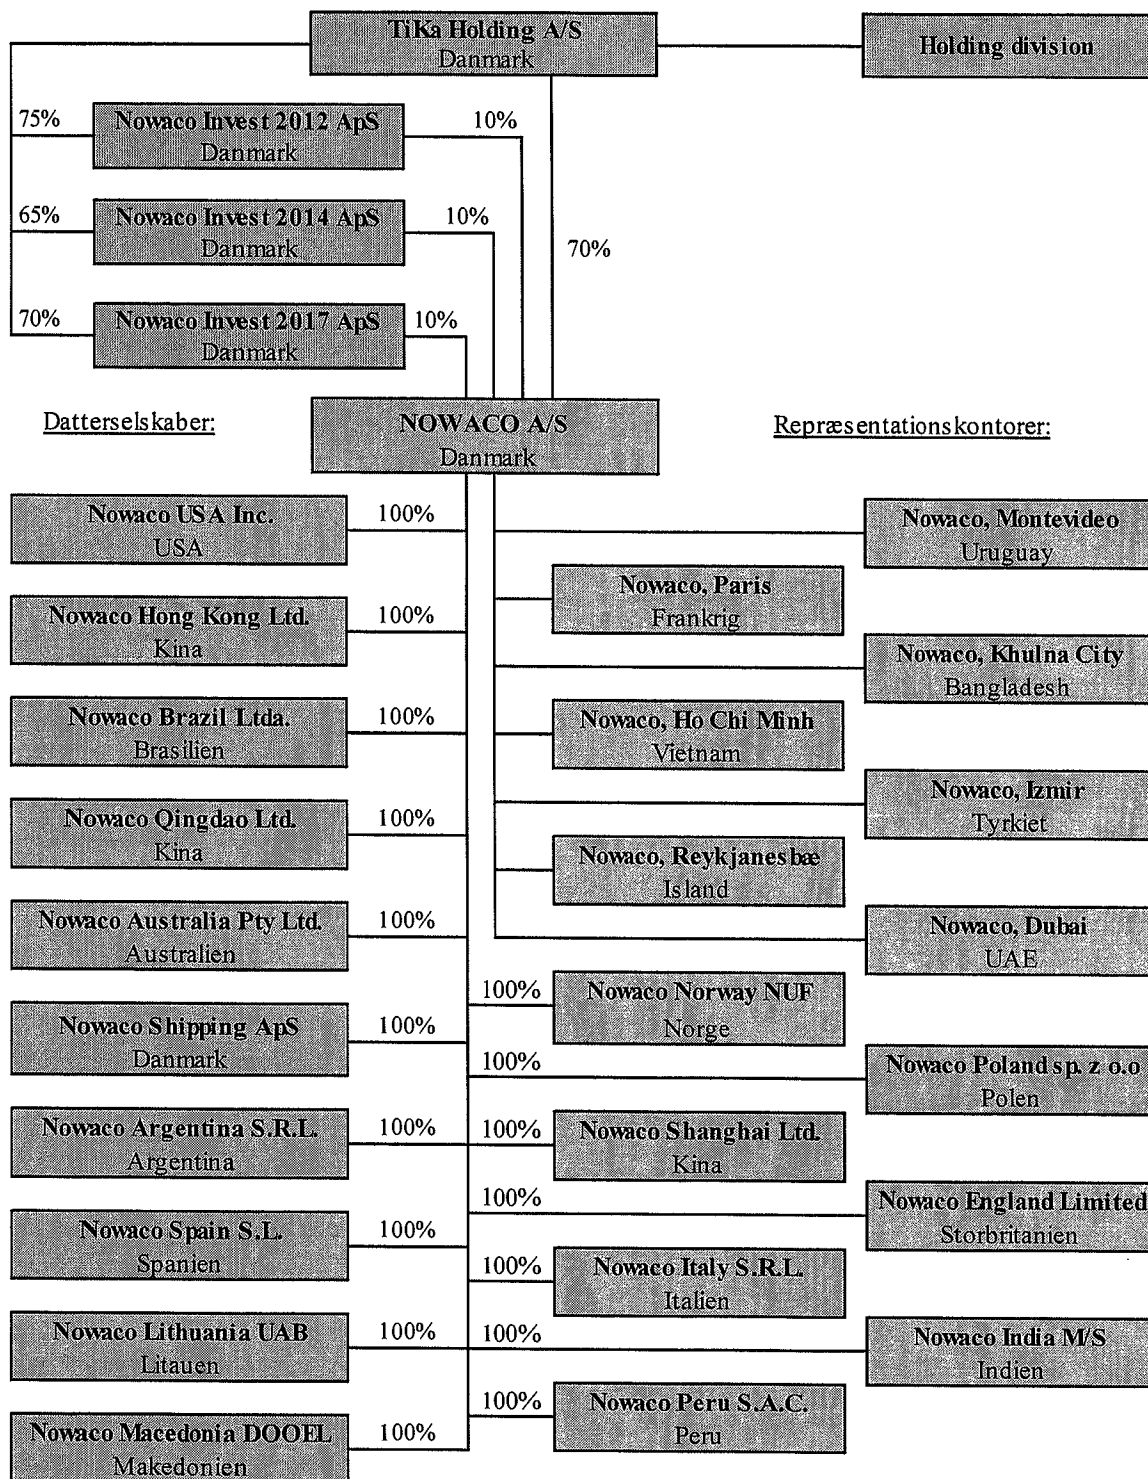 TiKa Holding A/S
Danmark
Holding division
75%
Nowaco Invest 2012 ApS
Danmark
10%
65%
Nowaco Invest 2014 ApS
Danmark
10%
70%
70%
Nowaco Invest 2017 ApS
Danmark
10%
Datterselskaber:
NOWACO A/S
Danmark
Repræsentationskontorer:
Nowaco USA Inc.
USA
100%
Nowaco, Montevideo
Uruguay
Nowaco, Paris
Frankrig
Nowaco Hong Kong Ltd.
Kina
100%
Nowaco, Khulna City
Bangladesh
Nowaco Brazil Ltda.
Brasilien
100%
Nowaco, Ho Chi Minh
Vietnam
Nowaco Qingdao Ltd.
Kina
100%
Nowaco, Izmir
Tyrkiet
Nowaco, Reykjanesbæ
Island
Nowaco Australia Pty Ltd.
Australien
100%
Nowaco, Dubai
UAE
100%
Nowaco Norway NUF
Norge
Nowaco Shipping ApS
Danmark
100%
100%
Nowaco Poland sp. z o.o
Polen
Nowaco Argentina S.R.L.
Argentina
100%
100%
Nowaco Shanghai Ltd.
Kina
100%
Nowaco England Limited
Storbritanien
Nowaco Spain S.L.
Spanien
100%
100%
Nowaco Italy S.R.L.
Italien
Nowaco Lithuania UAB
Litauen
100%
100%
Nowaco India M/S
Indien
100%
Nowaco Peru S.A.C.
Peru
Nowaco Macedonia DOOEL
Makedonien
100%